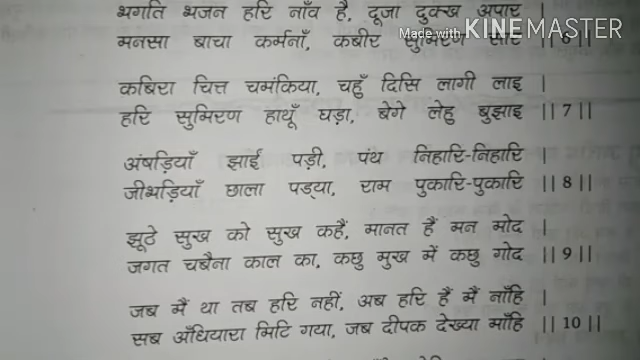 भगति भजन हरि नाँव है, दूजा दुक्ख अपार
Made with KINEMASTER
मनसा बाचा कर्मनाँ, कबीर सुमिरण सार ||6||
कबिरा चित्त चमंकिया, चहुँ दिसि लागी लाइ |
हरि सुमिरण हाथूँ घड़ा, बेगे लेहु बुझाइ ||7||
अंषड़ियाँ झाईं पड़ी, पंथ निहारि-निहारि |
जीभड़ियाँ छाला पड्या, राम पुकारि-पुकारि ||8||
झूठे सुख को सुख कहैं, मानत हैं मन मोद |
जगत चबैना काल का, कछु मुख में कछु गोद ||9||
जब मैं था तब हरि नहीं, अब हरि हैं मैं नाँहि |
सब अँधियारा मिटि गया, जब दीपक देख्या माँहि ||10||